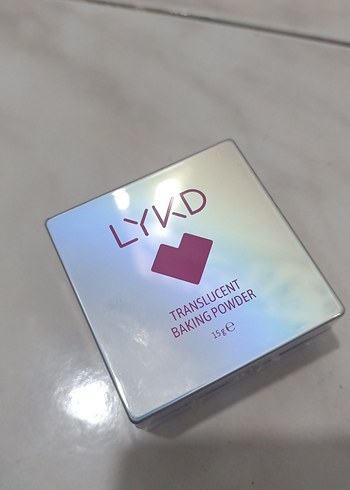 LYKD
TRANSLUCENT
BAKING POWDER
15g℮